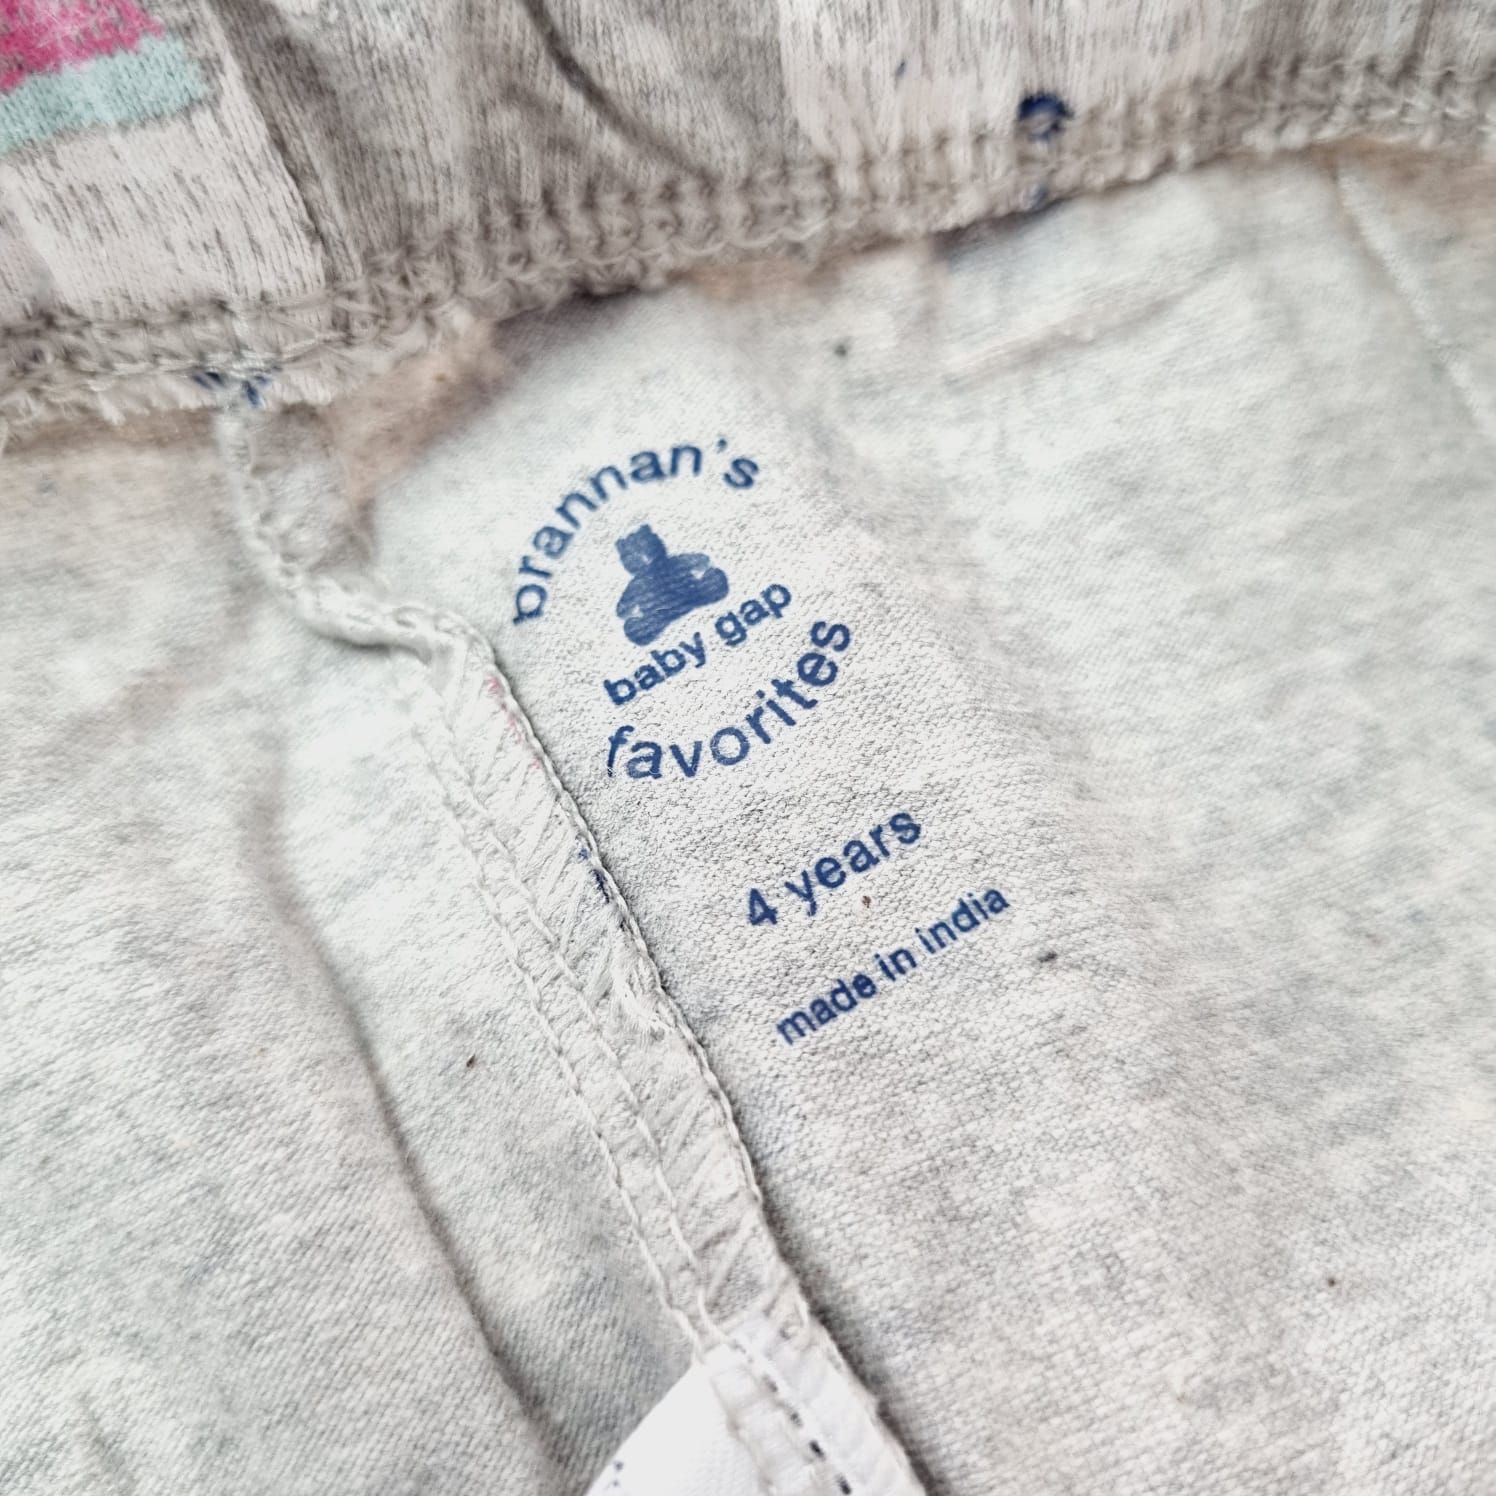 brannan's
baby gap
favorites
4 years
made in india